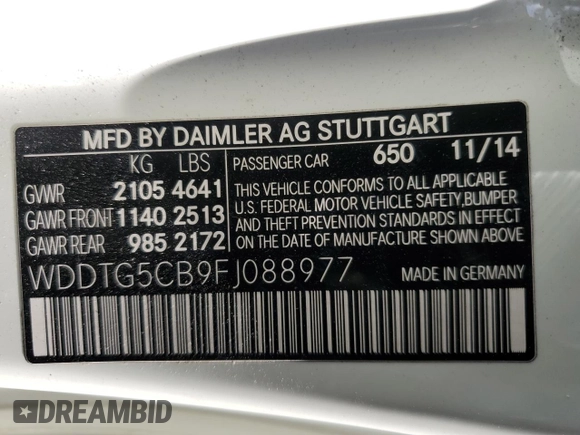 MFD BY DAIMLER AG STUTTGART
KG LBS PASSENGER CAR 650 11/14
GVWR 2105 4641
GAWR FRONT 1140 2513
GAWR REAR 985 2172
THIS VEHICLE CONFORMS TO ALL APPLICABLE
U.S. FEDERAL MOTOR VEHICLE SAFETY,BUMPER
AND THEFT PREVENTION STANDARDS IN EFFECT
ON THE DATE OF MANUFACTURE SHOWN ABOVE.
WDDTG5CB9FJ088977
MADE IN GERMANY
DREAMBID